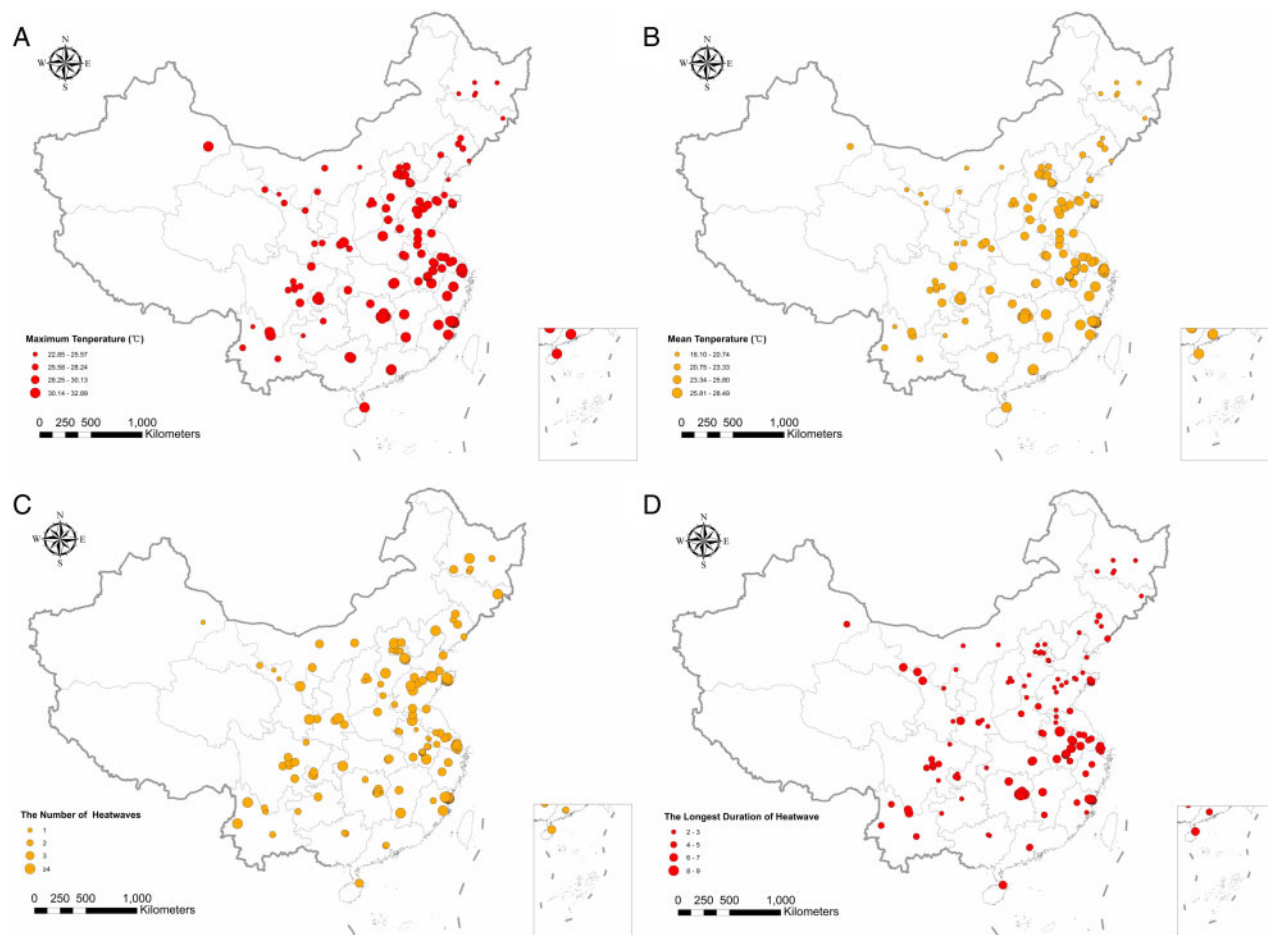 A
N
W E
S
Maximum Tenperature (℃)
22.85 - 25.57
25.58 - 28.24
28.25 - 30.13
30.14 - 32.89
0 250 500 1,000
Kilometers
B
N
W E
S
Mean Tenperature (℃)
16.10 - 20.74
20.75 - 23.33
23.34 - 25.80
25.81 - 28.49
0 250 500 1,000
Kilometers
C
N
W E
S
The Number of Heatwaves
1
2
3
≥4
0 250 500 1,000
Kilometers
D
N
W E
S
The Longest Duration of Heatwave
2 - 3
4 - 5
6 - 7
8 - 9
0 250 500 1,000
Kilometers